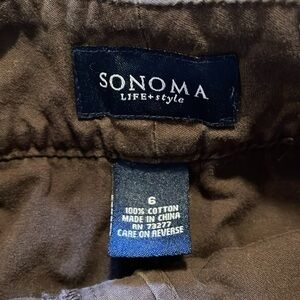 SONOMA
LIFE+style
6
100% COTTON
MADE IN CHINA
RN 73277
CARE ON REVERSE